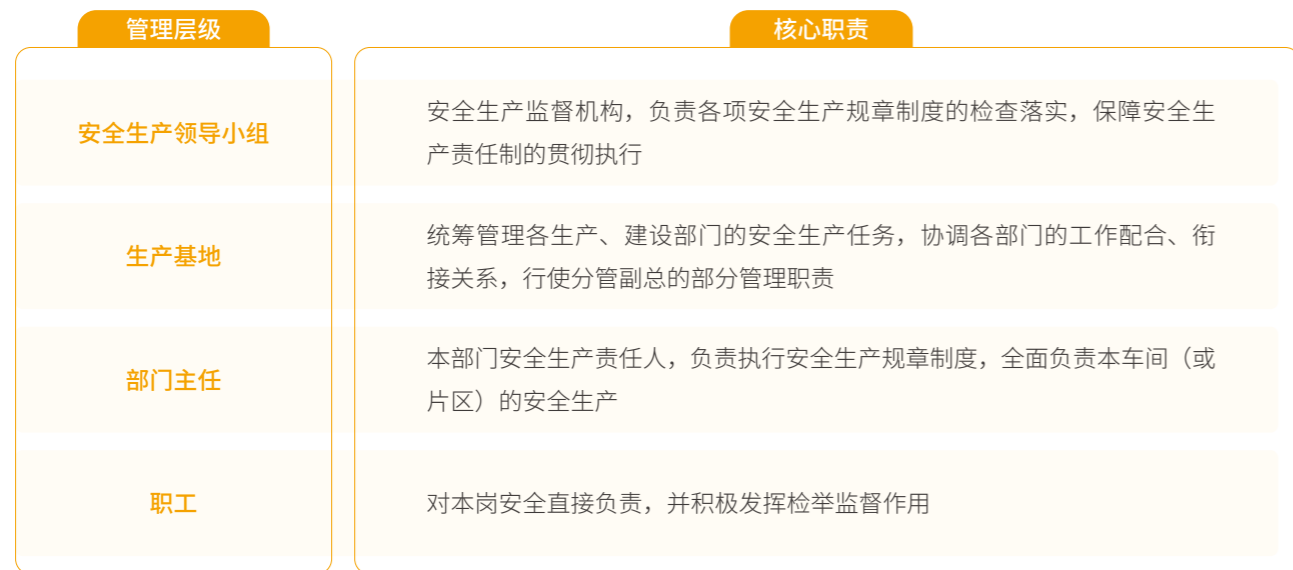 管理层级
核心职责
安全生产领导小组
安全生产监督机构，负责各项安全生产规章制度的检查落实，保障安全生
产责任制的贯彻执行
生产基地
统筹管理各生产、建设部门的安全生产任务，协调各部门的工作配合、衔
接关系，行使分管副总的部分管理职责
部门主任
本部门安全生产责任人，负责执行安全生产规章制度，全面负责本车间（或
片区）的安全生产
职工
对本岗安全直接负责，并积极发挥检举监督作用